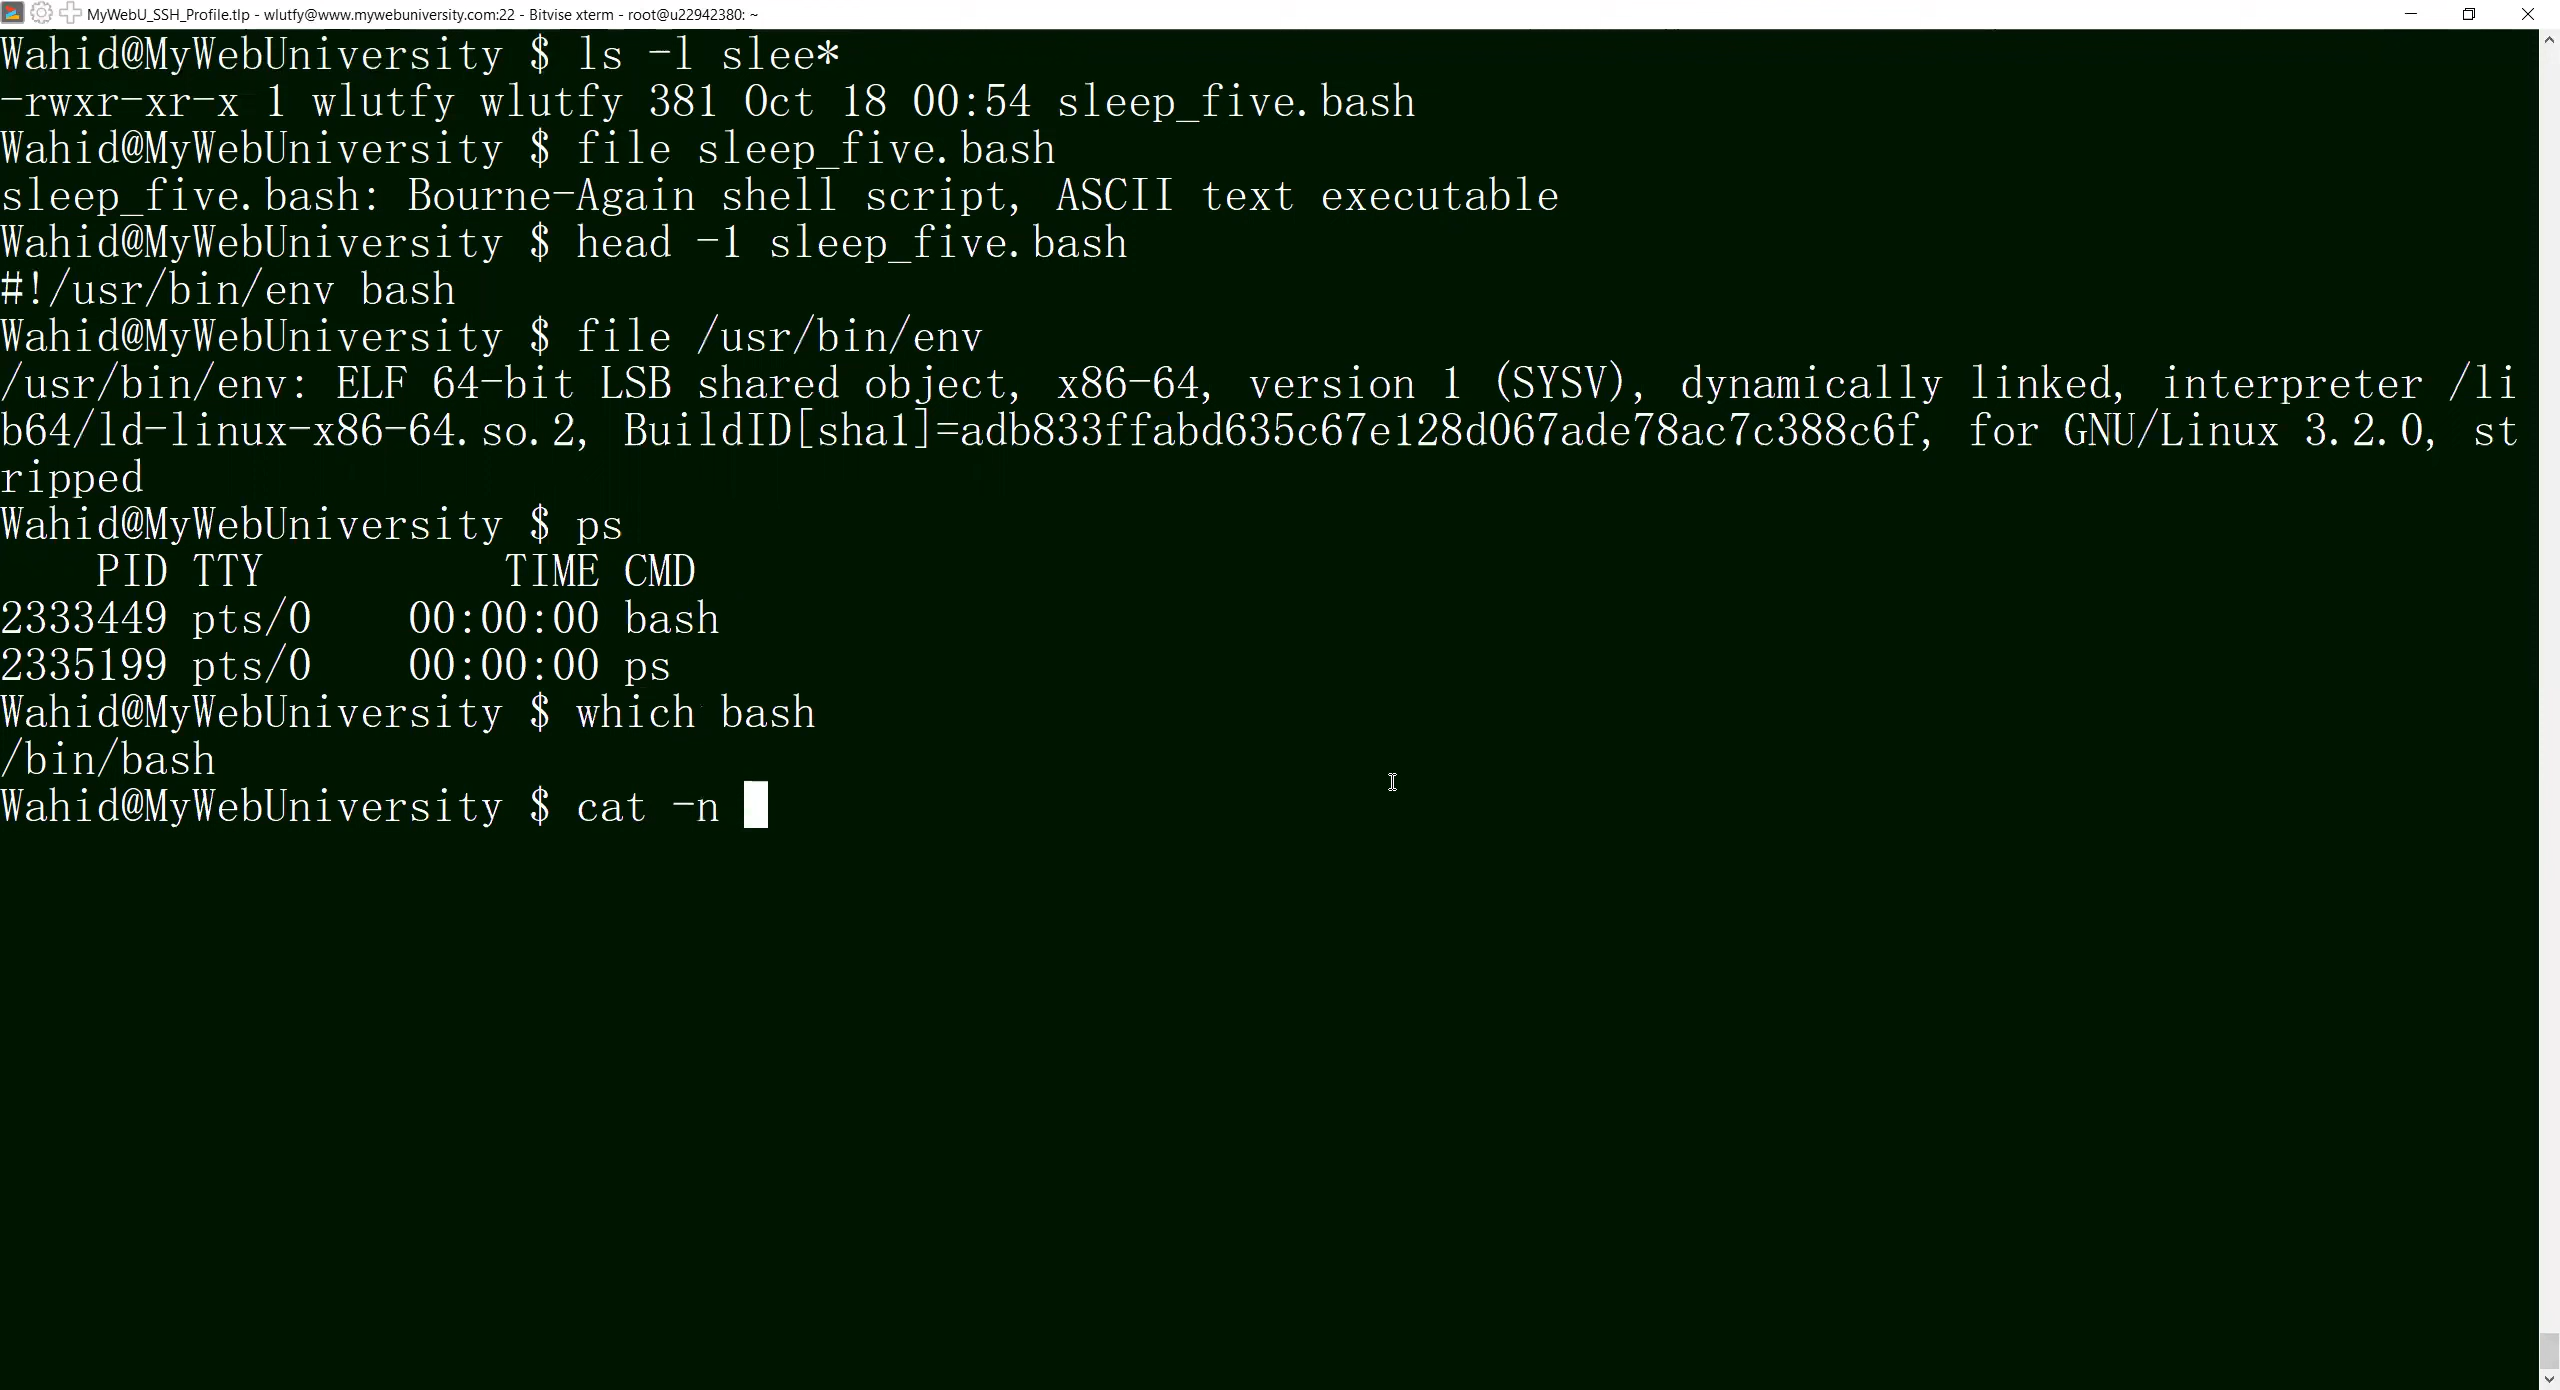 MyWebU_SSH_Profile.tlp - wlutfy@www.mywebuniversity.com:22 - Bitvise xterm - root@u22942380: ~
Wahid@MyWebUniversity $ ls -l slee*
-rwxr-xr-x 1 wlutfy wlutfy 381 Oct 18 00:54 sleep_five.bash
Wahid@MyWebUniversity $ file sleep_five.bash
sleep_five.bash: Bourne-Again shell script, ASCII text executable
Wahid@MyWebUniversity $ head -1 sleep_five.bash
#!/usr/bin/env bash
Wahid@MyWebUniversity $ file /usr/bin/env
/usr/bin/env: ELF 64-bit LSB shared object, x86-64, version 1 (SYSV), dynamically linked, interpreter /li
b64/ld-linux-x86-64.so.2, BuildID[sha1]=adb833ffabd635c67e128d067ade78ac7c388c6f, for GNU/Linux 3.2.0, st
ripped
Wahid@MyWebUniversity $ ps
    PID TTY          TIME CMD
2333449 pts/0    00:00:00 bash
2335199 pts/0    00:00:00 ps
Wahid@MyWebUniversity $ which bash
/bin/bash
Wahid@MyWebUniversity $ cat -n